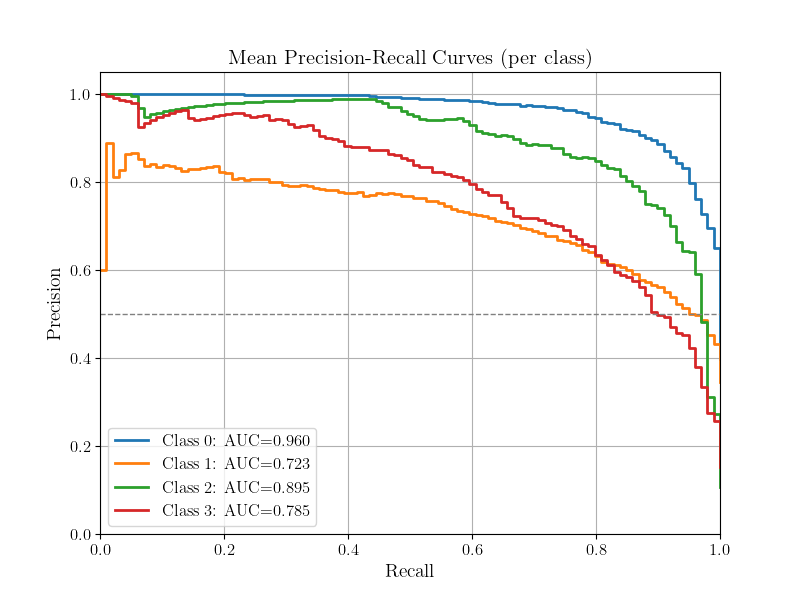 Mean Precision-Recall Curves (per class)
1.0
0.8
0.6
0.4
0.2
0.0
Precision
Class 0: AUC=0.960
Class 1: AUC=0.723
Class 2: AUC=0.895
Class 3: AUC=0.785
0.0 0.2 0.4 0.6 0.8 1.0
Recall